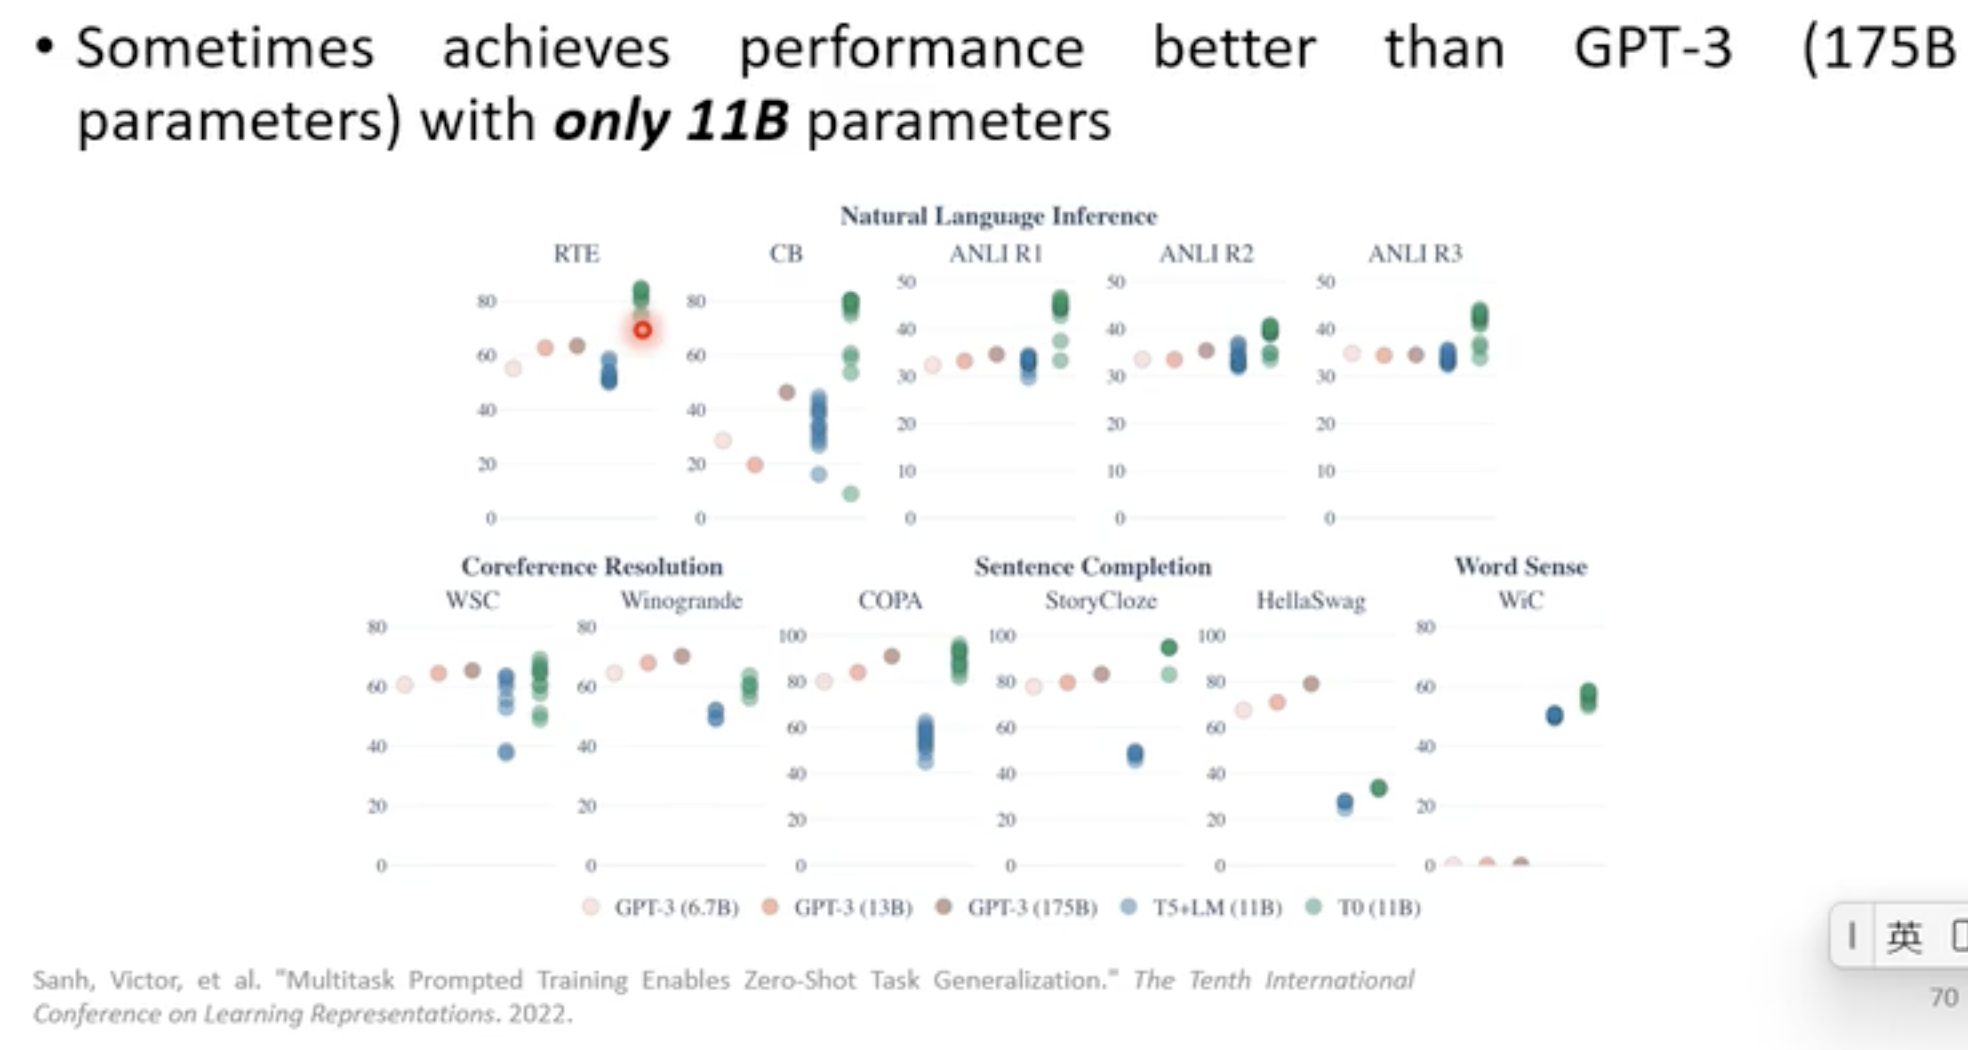 • Sometimes achieves performance better than GPT-3 (175B
parameters) with only 11B parameters
Natural Language Inference
RTE CB ANLI R1 ANLI R2 ANLI R3
80 80 50 50 50
60 60 40 40 40
40 40 30 30 30
20 20 20 20 20
0 0 10 10 10
0 0 0
Coreference Resolution Sentence Completion Word Sense
WSC Winogrande COPA StoryCloze HellaSwag WiC
80 80 100 100 100 80
60 60 80 80 80 60
40 40 60 60 60 40
20 20 40 40 40 20
0 0 20 20 20 0
0 0 0
GPT-3 (6.7B) GPT-3 (13B) GPT-3 (175B) T5+LM (11B) T0 (11B)
英
Sanh, Victor, et al. "Multitask Prompted Training Enables Zero-Shot Task Generalization." The Tenth International
Conference on Learning Representations. 2022.
70